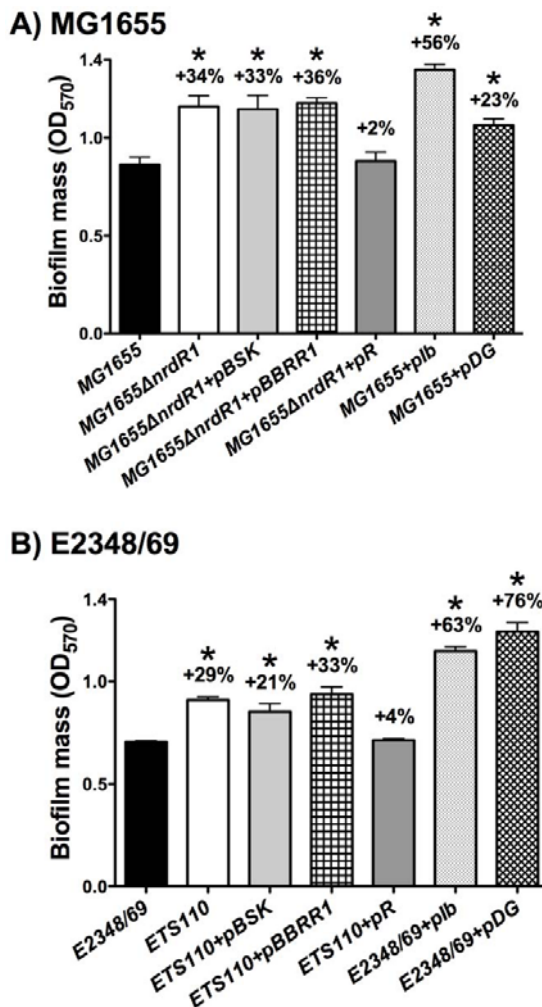 A) MG1655
Biofilm mass (OD570)
1.4
1.0
0.5
0.0
*
+34%
*
+33%
*
+36%
+2%
*
+56%
*
+23%
MG1655
MG1655ΔnrdR1
MG1655ΔnrdR1+pBSK
MG1655ΔnrdR1+pBBRR1
MG1655ΔnrdR1+pR
MG1655+pIb
MG1655+pDG
B) E2348/69
Biofilm mass (OD570)
1.4
1.0
0.5
0.0
*
+29%
*
+21%
*
+33%
+4%
*
+63%
*
+76%
E2348/69
ETS110
ETS110+pBSK
ETS110+pBBRR1
ETS110+pR
E2348/69+pIb
E2348/69+pDG